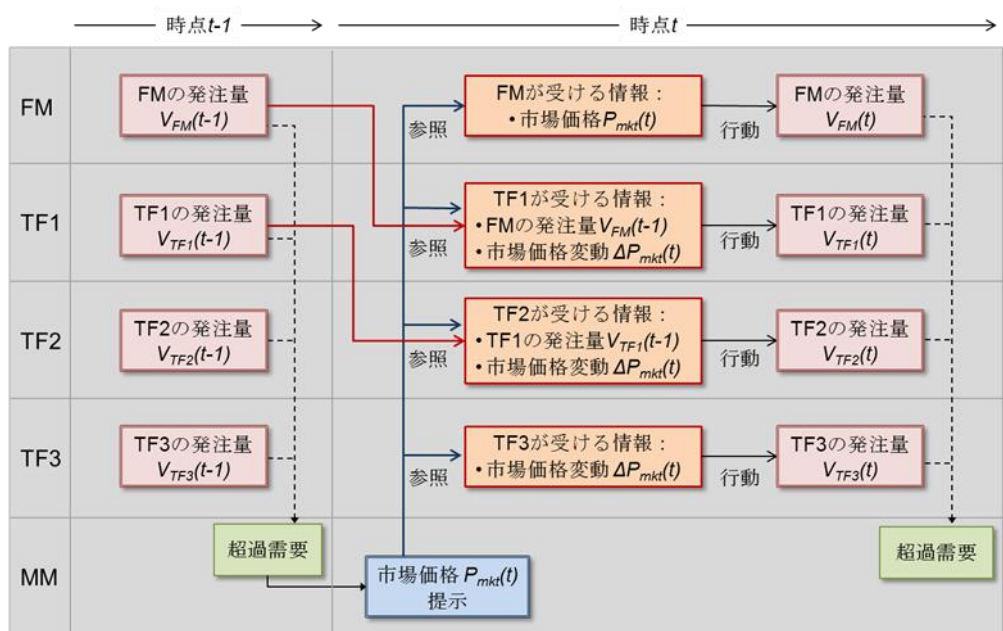 時点t-1
時点t
FM
FMの発注量
V_FM(t-1)
参照
FMが受ける情報：
• 市場価格P_mkt(t)
行動
FMの発注量
V_FM(t)
TF1
TF1の発注量
V_TF1(t-1)
参照
TF1が受ける情報：
• FMの発注量V_FM(t-1)
• 市場価格変動ΔP_mkt(t)
行動
TF1の発注量
V_TF1(t)
TF2
TF2の発注量
V_TF2(t-1)
参照
TF2が受ける情報：
• TF1の発注量V_TF1(t-1)
• 市場価格変動ΔP_mkt(t)
行動
TF2の発注量
V_TF2(t)
TF3
TF3の発注量
V_TF3(t-1)
参照
TF3が受ける情報：
• 市場価格変動ΔP_mkt(t)
行動
TF3の発注量
V_TF3(t)
MM
超過需要
市場価格P_mkt(t)
提示
超過需要